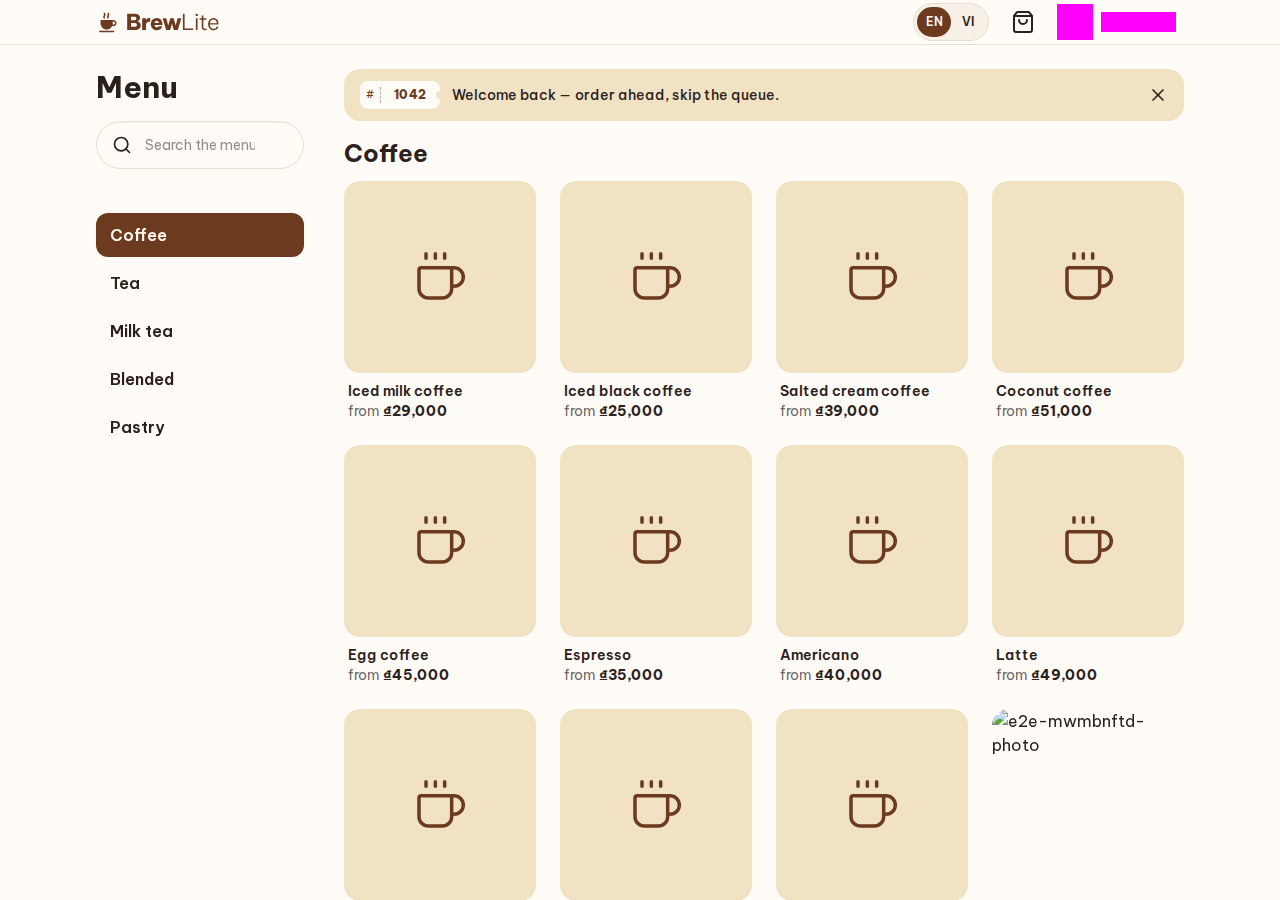 BrewLite
EN VI
Menu
Search the menu
Coffee
Tea
Milk tea
Blended
Pastry
# 1042 Welcome back — order ahead, skip the queue.
Coffee
Iced milk coffee
from ₫29,000
Iced black coffee
from ₫25,000
Salted cream coffee
from ₫39,000
Coconut coffee
from ₫51,000
Egg coffee
from ₫45,000
Espresso
from ₫35,000
Americano
from ₫40,000
Latte
from ₫49,000
e2e-mwmbnftd-
photo